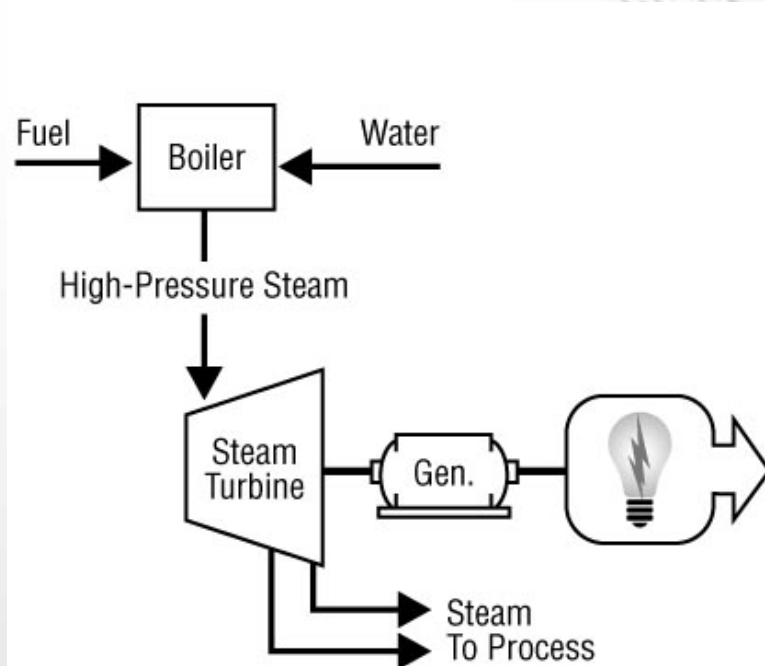 Fuel
Boiler
Water
High-Pressure Steam
Steam
Turbine
Gen.
Steam
To Process